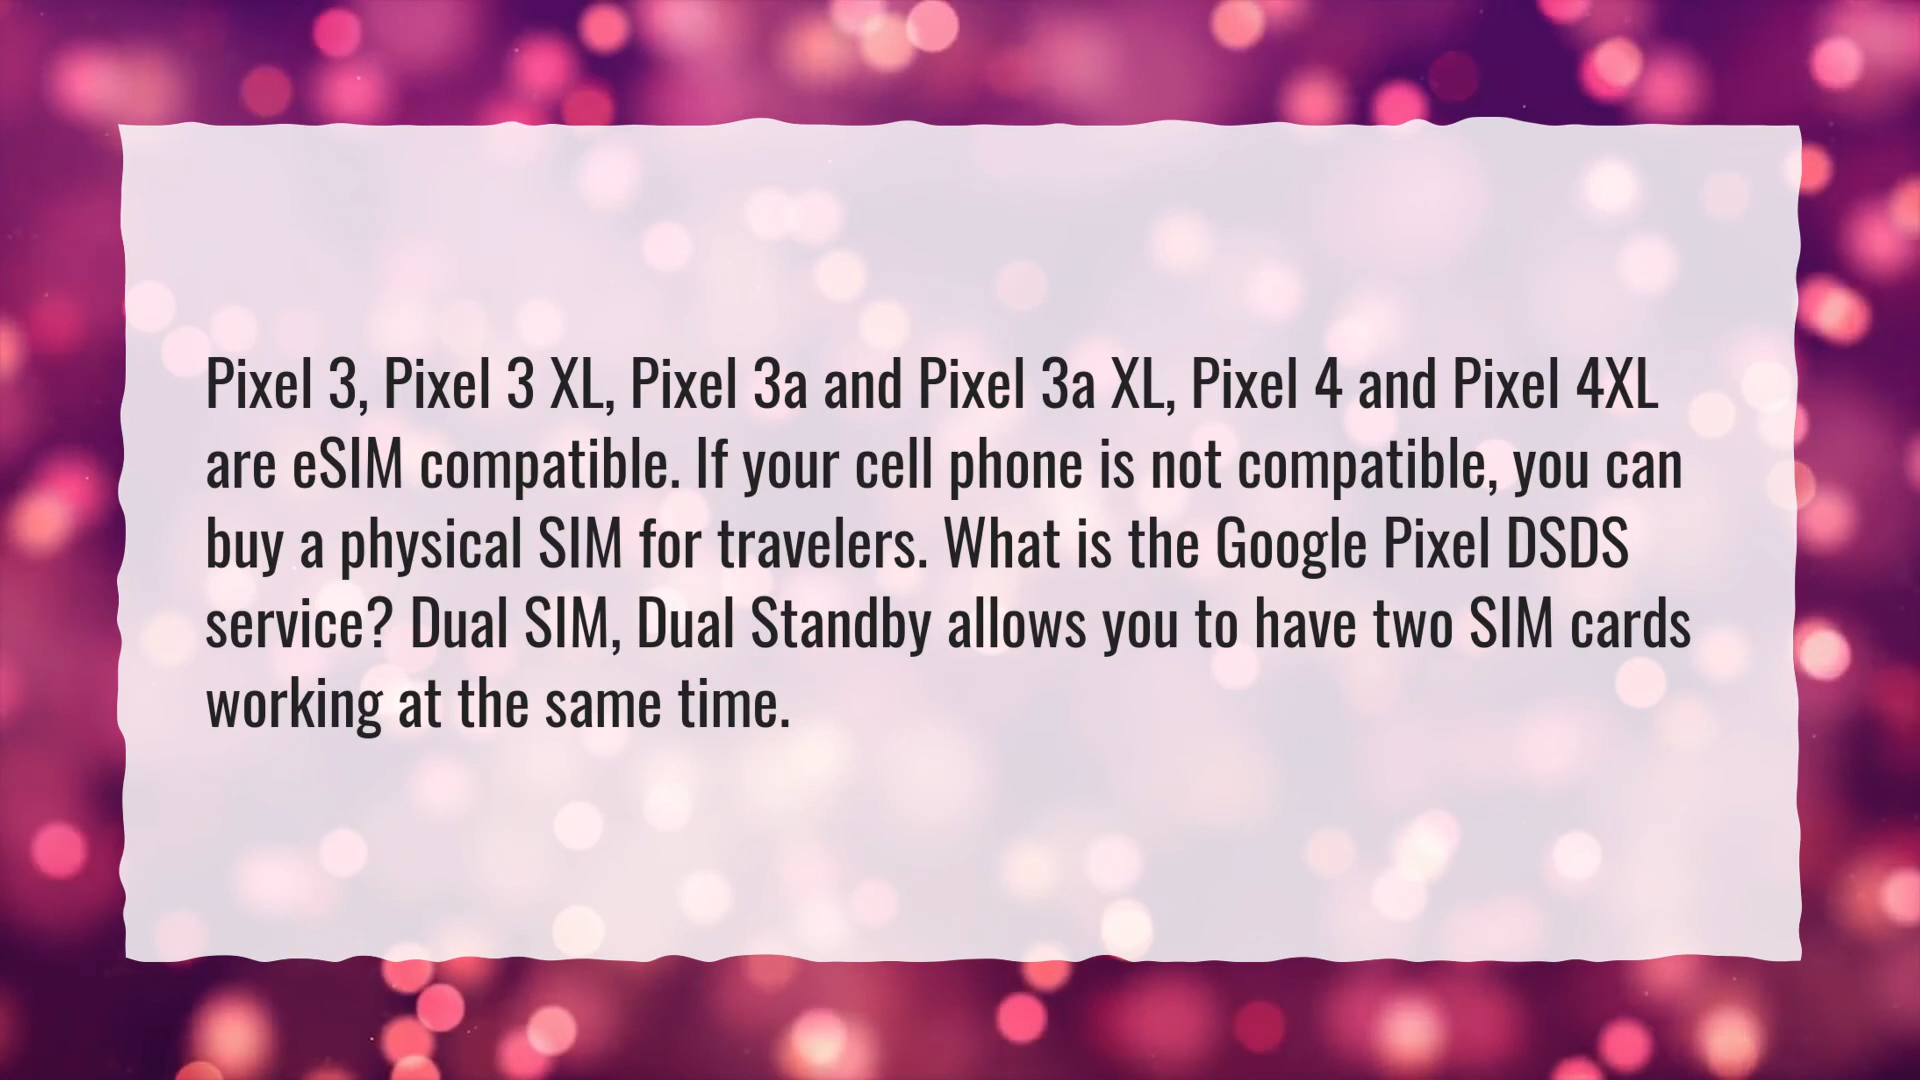 Pixel 3, Pixel 3 XL, Pixel 3a and Pixel 3a XL, Pixel 4 and Pixel 4XL
are eSIM compatible. If your cell phone is not compatible, you can
buy a physical SIM for travelers. What is the Google Pixel DSDS
service? Dual SIM, Dual Standby allows you to have two SIM cards
working at the same time.